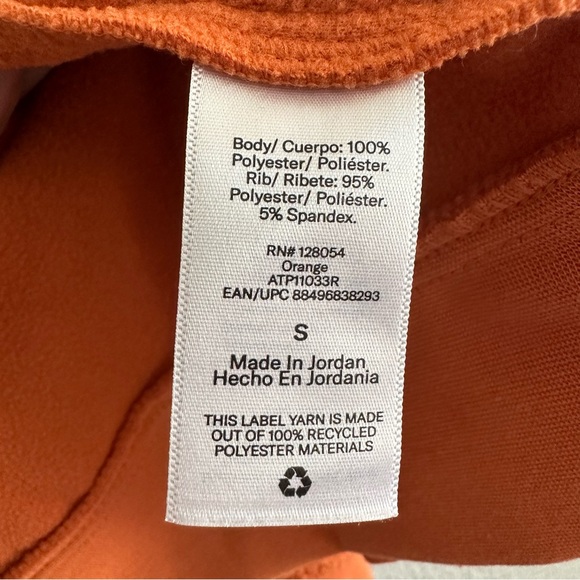 Body/ Cuerpo: 100%
Polyester/ Poliéster.
Rib/ Ribete: 95%
Polyester/ Poliéster.
5% Spandex.
RN# 128054
Orange
ATP11033R
EAN/UPC 88496838293
S
Made In Jordan
Hecho En Jordania
THIS LABEL YARN IS MADE
OUT OF 100% RECYCLED
POLYESTER MATERIALS